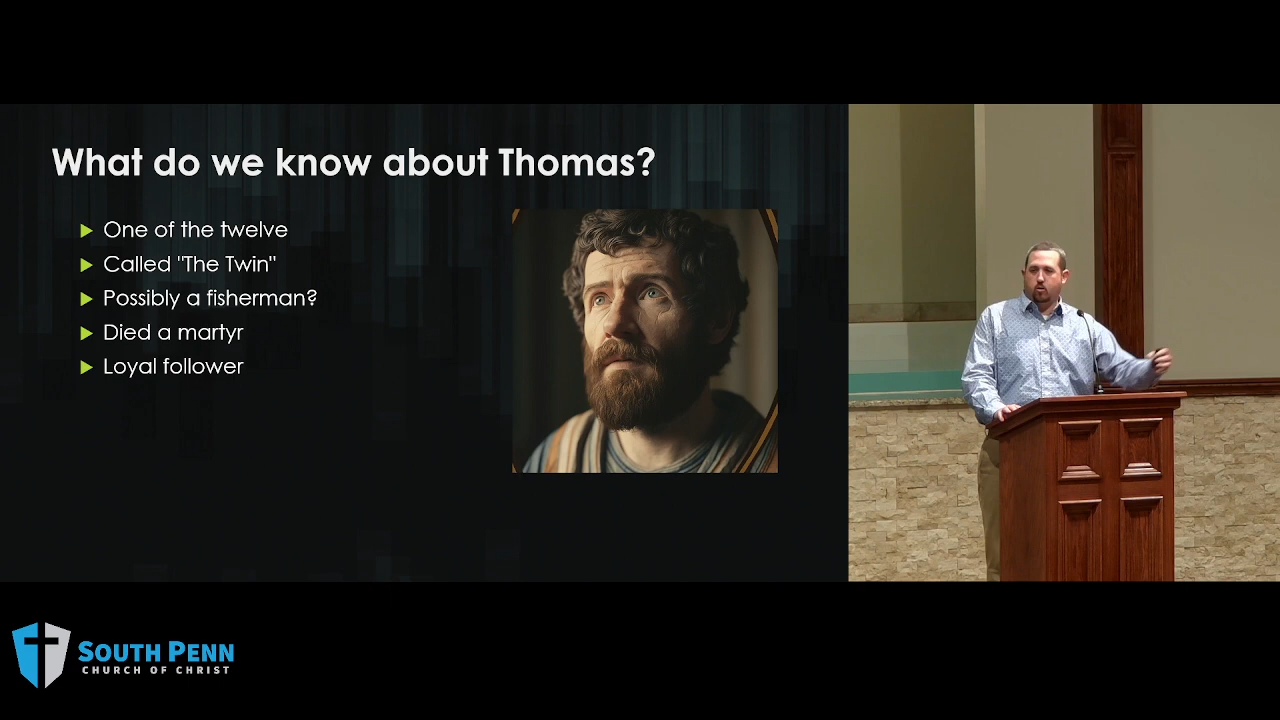 What do we know about Thomas?
One of the twelve
Called "The Twin"
Possibly a fisherman?
Died a martyr
Loyal follower
SOUTH PENN
CHURCH OF CHRIST